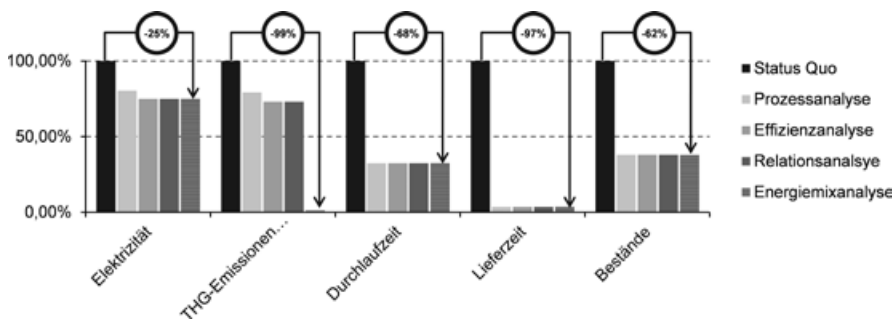 -25%
-99%
-68%
-97%
-62%
100,00%
50,00%
0,00%
Elektrizität
THG-Emissionen...
Durchlaufzeit
Lieferzeit
Bestände
Status Quo
Prozessanalyse
Effizienzanalyse
Relationsanalsye
Energiemixanalyse